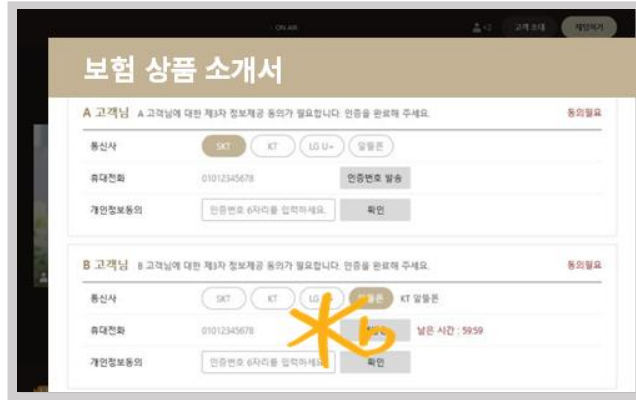 ON AIR
+2
고객 초대
보험 상품 소개서
A 고객님 A 고객님에 대한 제3자 정보제공 동의가 필요합니다. 인증을 완료해 주세요. 동의필요
통신사 SKT KT LG U+ 알뜰폰
휴대전화 01012345678 인증번호 발송
개인정보동의 인증번호 6자리를 입력하세요. 확인
B 고객님 B 고객님에 대한 제3자 정보제공 동의가 필요합니다. 인증을 완료해 주세요. 동의필요
통신사 SKT KT LG 알뜰폰 KT 알뜰폰
휴대전화 01012345678 남은 시간 : 59:59
개인정보동의 인증번호 6자리를 입력하세요 확인